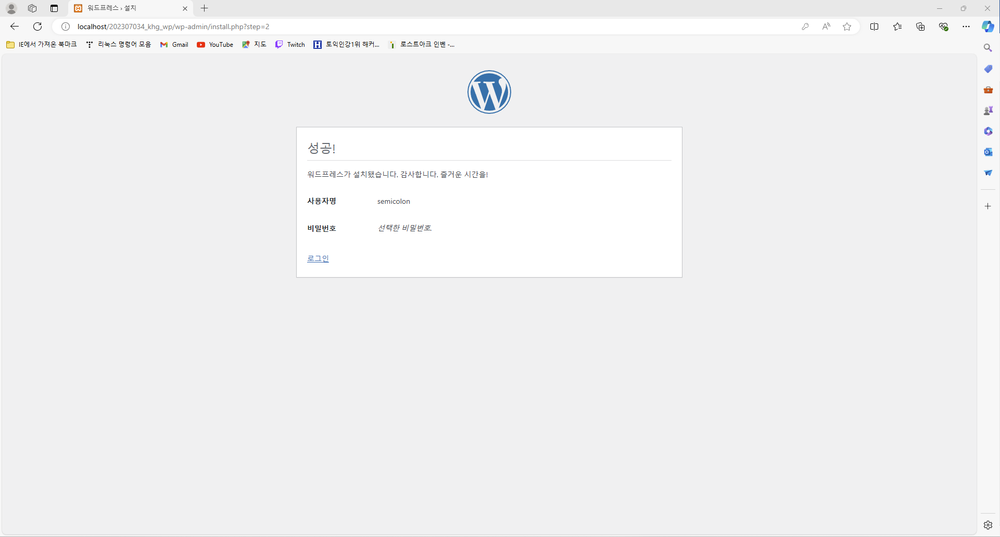 워드프레스 › 설치
localhost/202307034_khg_wp/wp-admin/install.php?step=2
IE에서 가져온 북마크 리눅스 명령어 모음 Gmail YouTube 지도 Twitch 토익인강1위 해커... 로스트아크 인벤 -...
성공!
워드프레스가 설치됐습니다. 감사합니다. 즐거운 시간을!
사용자명 semicolon
비밀번호 선택한 비밀번호.
로그인